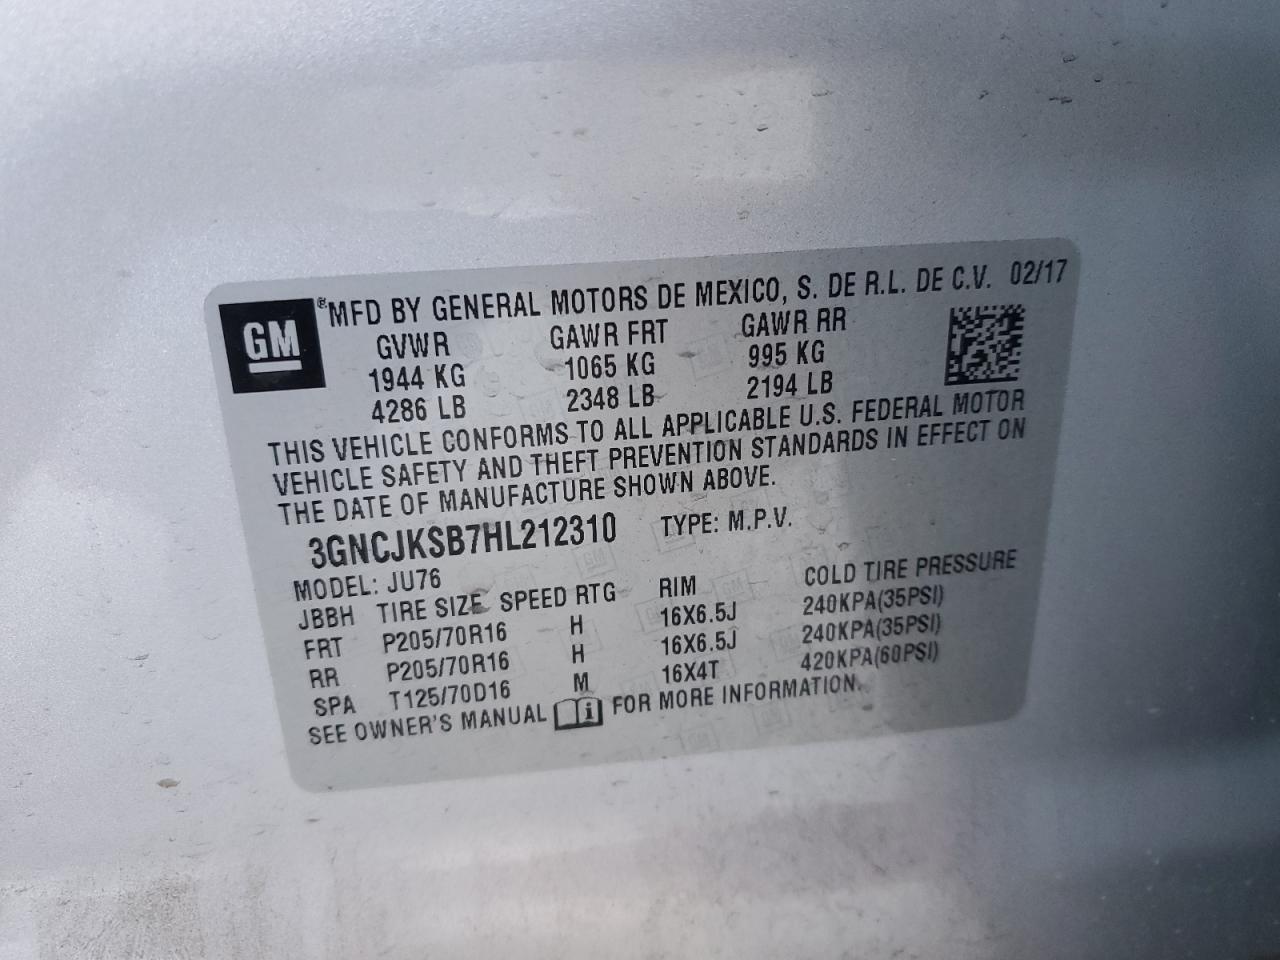 GM ® MFD BY GENERAL MOTORS DE MEXICO, S. DE R.L. DE C.V. 02/17
GVWR GAWR FRT GAWR RR
1944 KG 1065 KG 995 KG
4286 LB 2348 LB 2194 LB
THIS VEHICLE CONFORMS TO ALL APPLICABLE U.S. FEDERAL MOTOR
VEHICLE SAFETY AND THEFT PREVENTION STANDARDS IN EFFECT ON
THE DATE OF MANUFACTURE SHOWN ABOVE.
3GNCJKSB7HL212310 TYPE: M.P.V.
MODEL: JU76
JBBH TIRE SIZE SPEED RTG RIM COLD TIRE PRESSURE
FRT P205/70R16 H 16X6.5J 240KPA(35PSI)
RR P205/70R16 H 16X6.5J 240KPA(35PSI)
SPA T125/70D16 M 16X4T 420KPA(60PSI)
SEE OWNER'S MANUAL i FOR MORE INFORMATION.